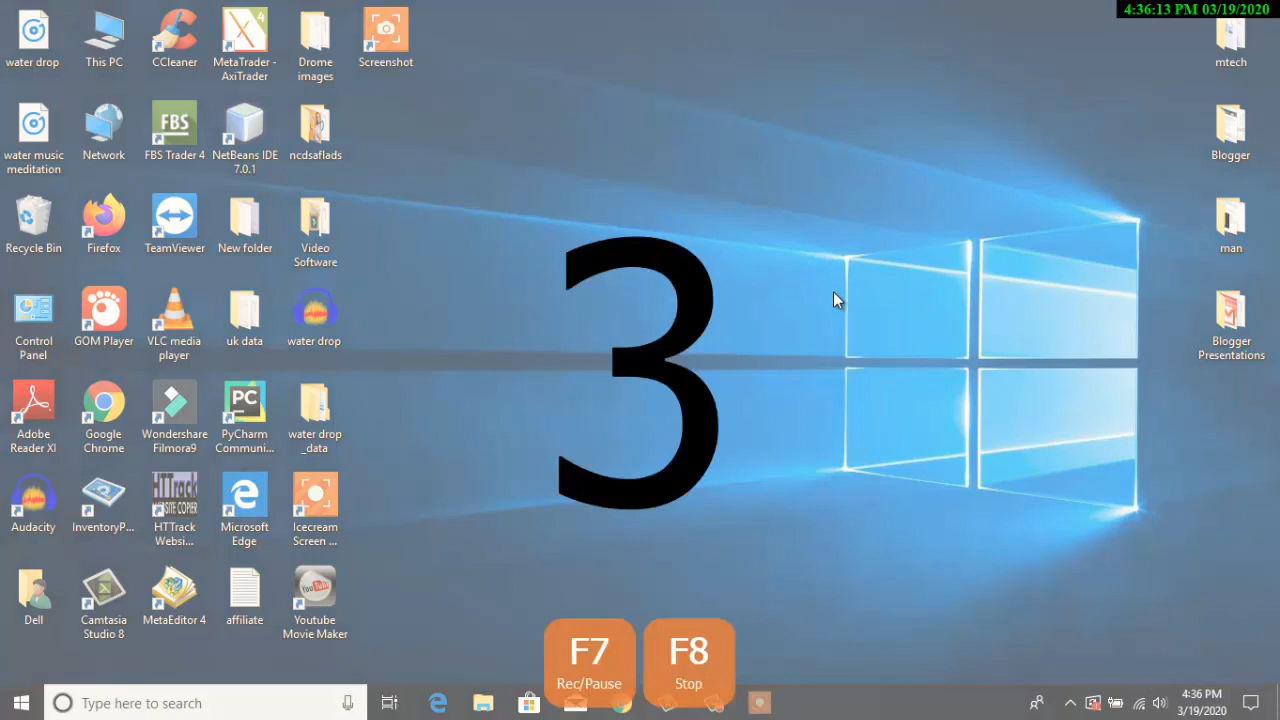 4:36:13 PM 03/19/2020
water drop
This PC
CCleaner
MetaTrader -
AxiTrader
Drome
images
Screenshot
mtech
water music
meditation
Network
FBS
FBS Trader 4
NetBeans IDE
7.0.1
ncdsaflads
Blogger
Recycle Bin
Firefox
TeamViewer
New folder
Video
Software
man
Control
Panel
GOM Player
VLC media
player
uk data
water drop
Blogger
Presentations
3
Adobe
Reader XI
Google
Chrome
Wondershare
Filmora9
PC
PyCharm
Communi...
water drop
_data
Audacity
InventoryP...
HTTrack
WEBSITE COPIER
HTTrack
Websi...
Microsoft
Edge
Icecream
Screen ...
Dell
Camtasia
Studio 8
MetaEditor 4
affiliate
You Tube
Youtube
Movie Maker
F7
Rec/Pause
F8
Stop
Type here to search
4:36 PM
3/19/2020